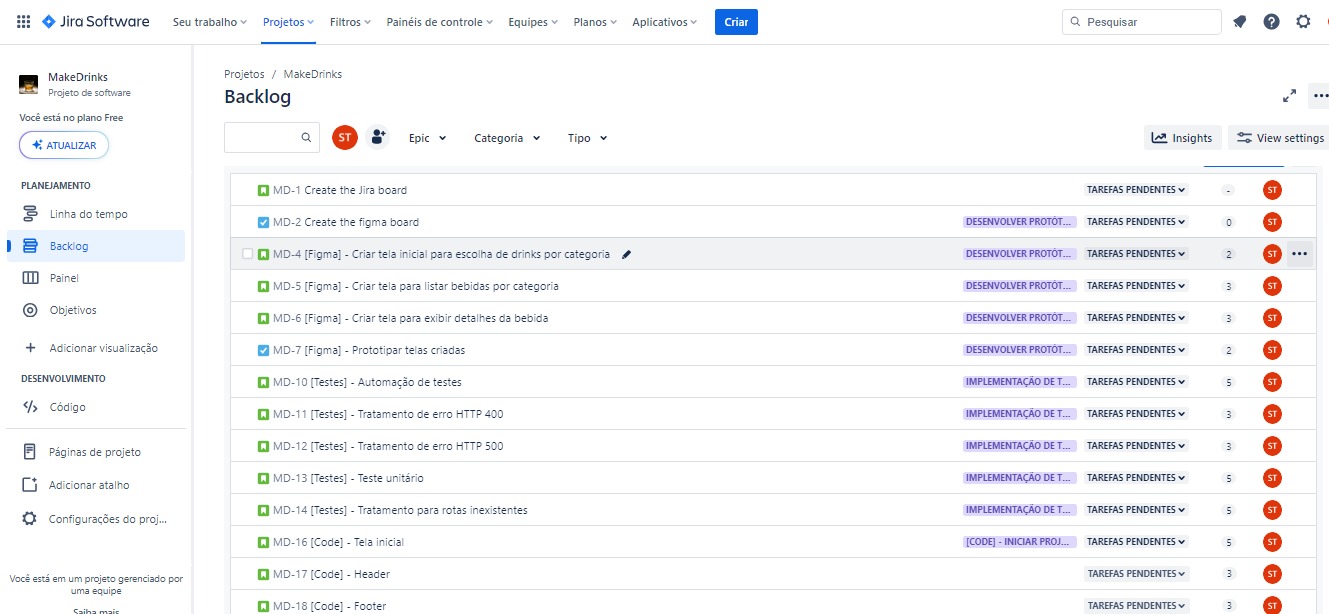 Jira Software Seu trabalho Projetos Filtros Painéis de controle Equipes Planos Aplicativos Criar Pesquisar
MakeDrinks
Projeto de software
Você está no plano Free
ATUALIZAR
PLANEJAMENTO
Linha do tempo
Backlog
Painel
Objetivos
Adicionar visualização
DESENVOLVIMENTO
Código
Páginas de projeto
Adicionar atalho
Configurações do proj...
Você está em um projeto gerenciado por
uma equipe
Saiba mais
Projetos / MakeDrinks
Backlog
ST Epic Categoria Tipo Insights View settings
MD-1 Create the Jira board TAREFAS PENDENTES - ST
MD-2 Create the figma board DESENVOLVER PROTÓT... TAREFAS PENDENTES 0 ST
MD-4 [Figma] - Criar tela inicial para escolha de drinks por categoria DESENVOLVER PROTÓT... TAREFAS PENDENTES 2 ST
MD-5 [Figma] - Criar tela para listar bebidas por categoria DESENVOLVER PROTÓT... TAREFAS PENDENTES 3 ST
MD-6 [Figma] - Criar tela para exibir detalhes da bebida DESENVOLVER PROTÓT... TAREFAS PENDENTES 3 ST
MD-7 [Figma] - Prototipar telas criadas DESENVOLVER PROTÓT... TAREFAS PENDENTES 2 ST
MD-10 [Testes] - Automação de testes IMPLEMENTAÇÃO DE T... TAREFAS PENDENTES 5 ST
MD-11 [Testes] - Tratamento de erro HTTP 400 IMPLEMENTAÇÃO DE T... TAREFAS PENDENTES 3 ST
MD-12 [Testes] - Tratamento de erro HTTP 500 IMPLEMENTAÇÃO DE T... TAREFAS PENDENTES 3 ST
MD-13 [Testes] - Teste unitário IMPLEMENTAÇÃO DE T... TAREFAS PENDENTES 5 ST
MD-14 [Testes] - Tratamento para rotas inexistentes IMPLEMENTAÇÃO DE T... TAREFAS PENDENTES 5 ST
MD-16 [Code] - Tela inicial [CODE] - INICIAR PROJ... TAREFAS PENDENTES 5 ST
MD-17 [Code] - Header TAREFAS PENDENTES 3 ST
MD-18 [Code] - Footer TAREFAS PENDENTES 3 ST